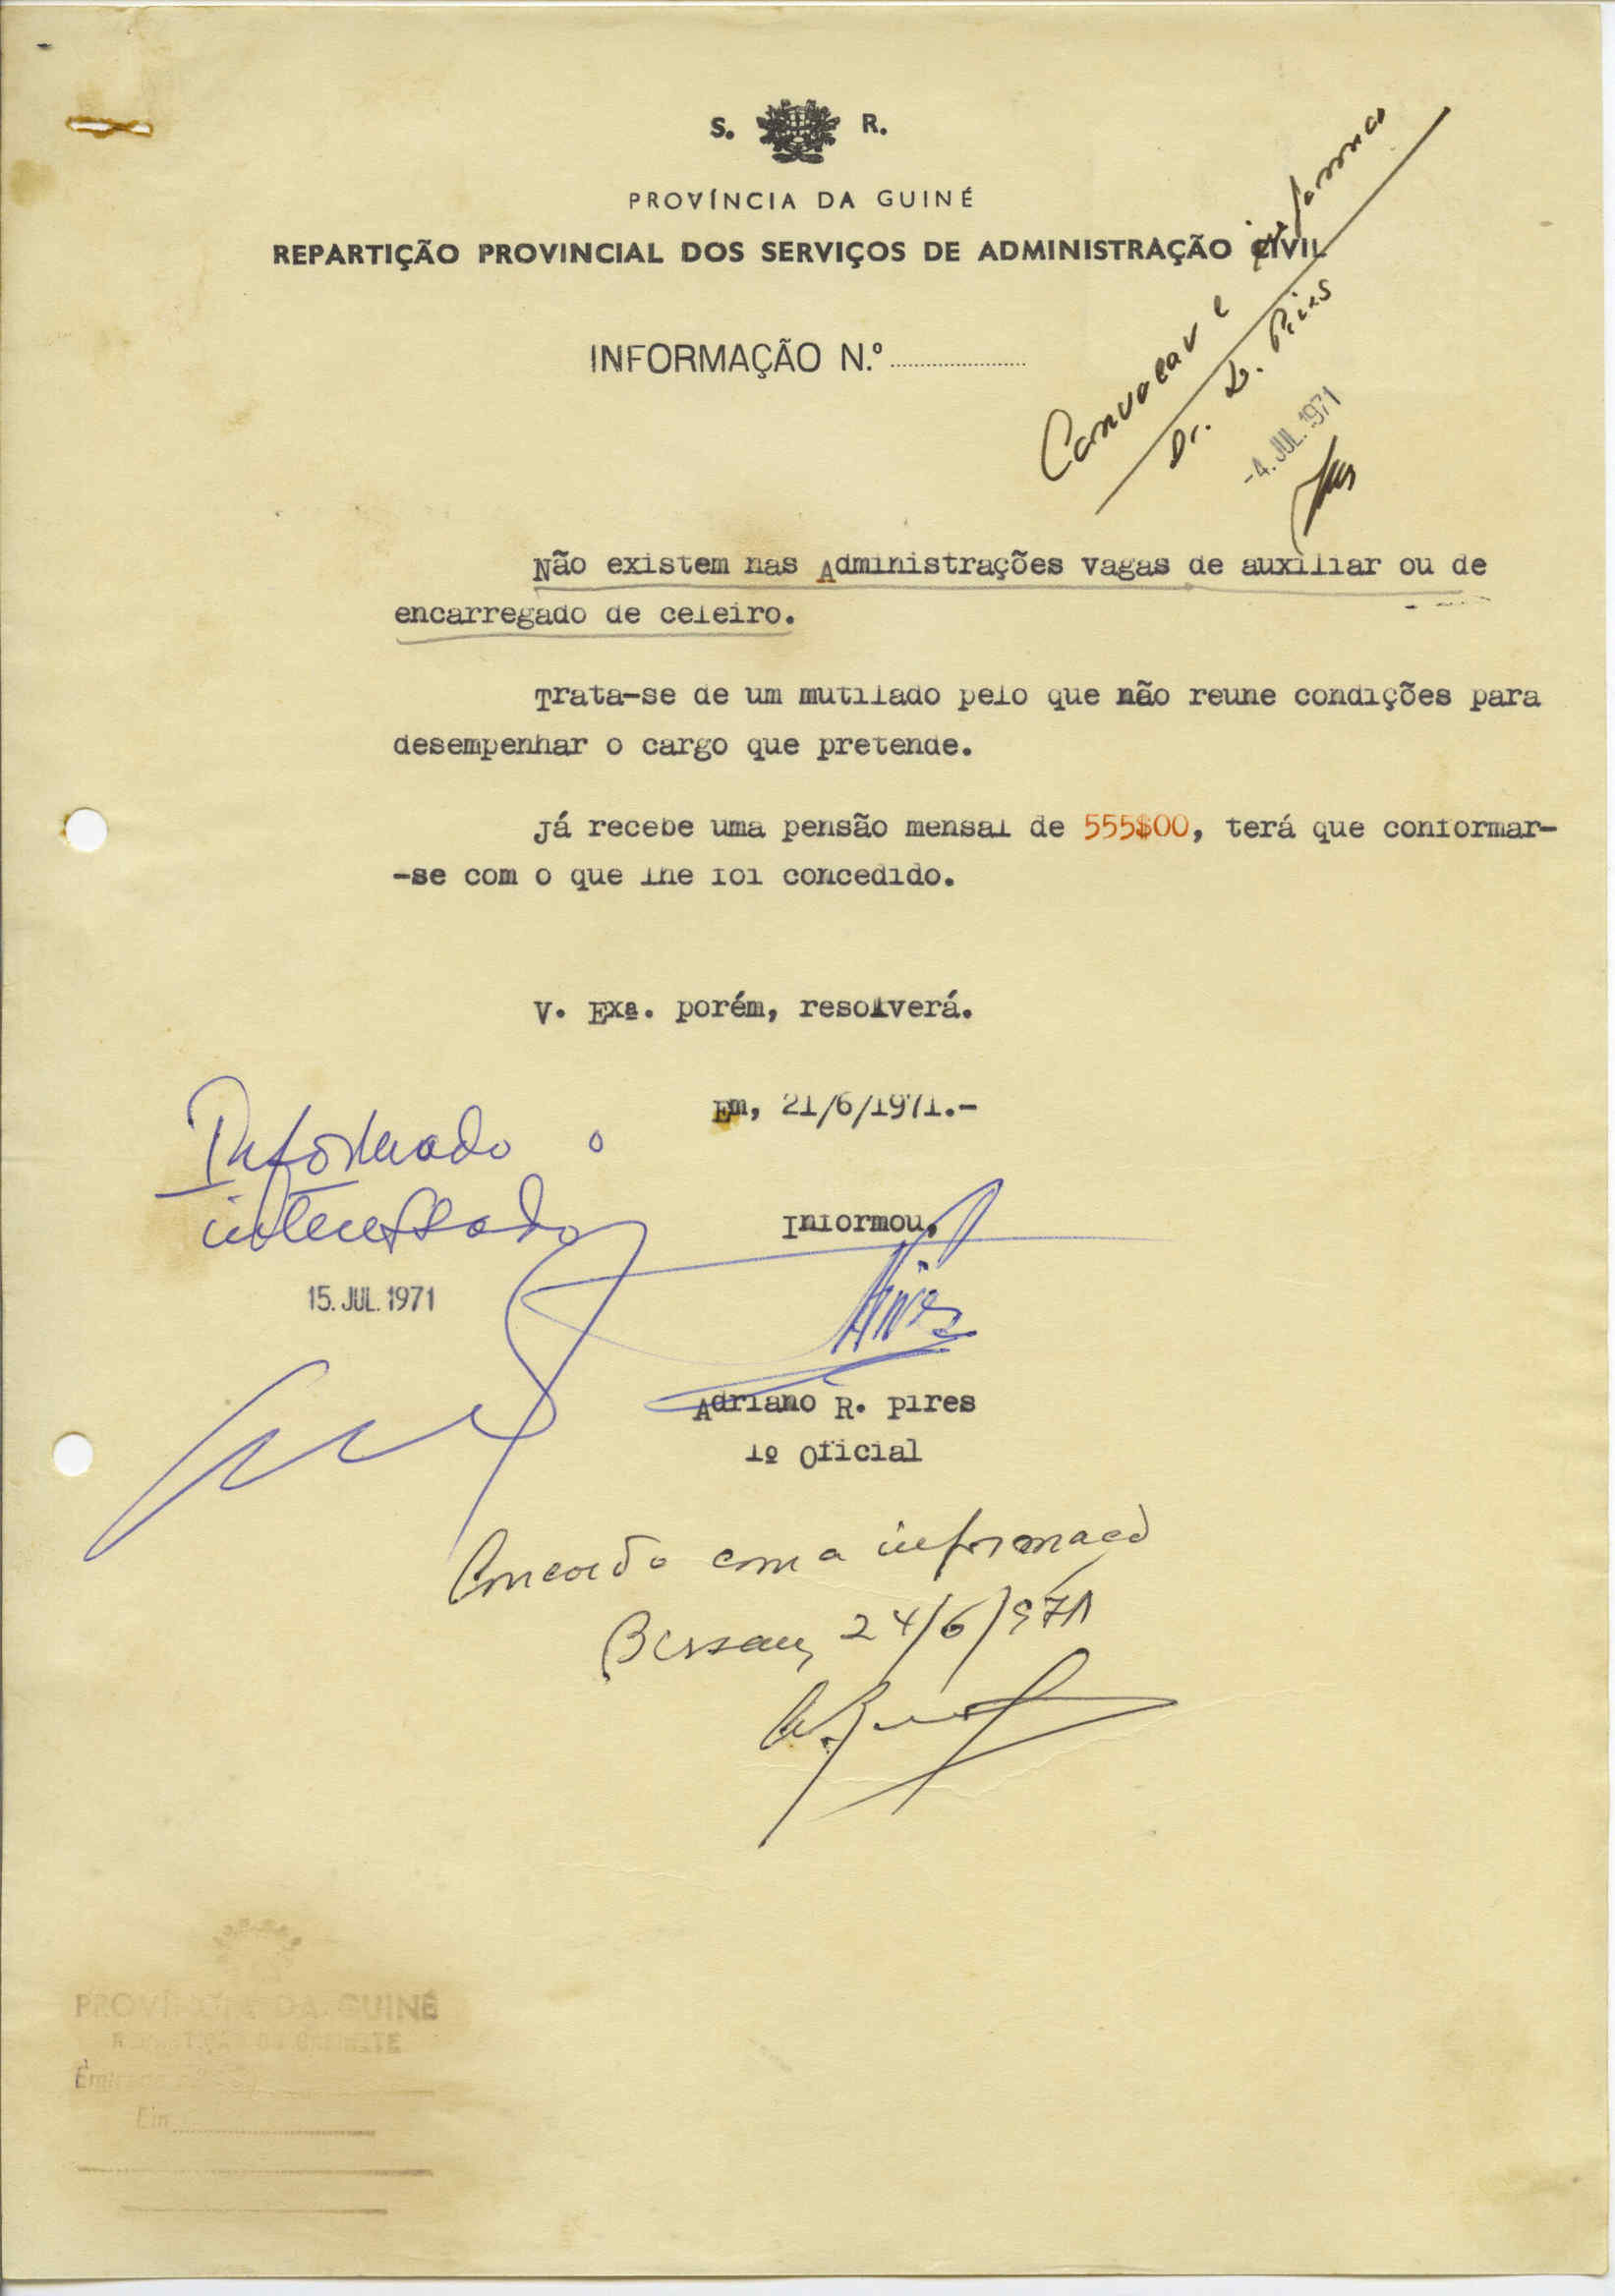 S. R.
PROVÍNCIA DA GUINÉ
REPARTIÇÃO PROVINCIAL DOS SERVIÇOS DE ADMINISTRAÇÃO CIVIL
INFORMAÇÃO N.º
Convocar e informar
Dr. D. Pires
-4. JUL. 1971
Não existem nas Administrações vagas de auxiliar ou de
encarregado de celeiro.
Trata-se de um mutilado pelo que não reune condições para
desempenhar o cargo que pretende.
Já recebe uma pensão mensal de 555$00, terá que conformar-
-se com o que lhe foi concedido.
V. Exª. porém, resolverá.
Em, 21/6/1971.-
Informado o
interessado
15. JUL. 1971
Informou,
Adriano R. Pires
1º Oficial
Concordo com a informação
Bissau, 24/6/971
PROVÍNCIA DA GUINÉ
REPARTIÇÃO DO GABINETE
Em